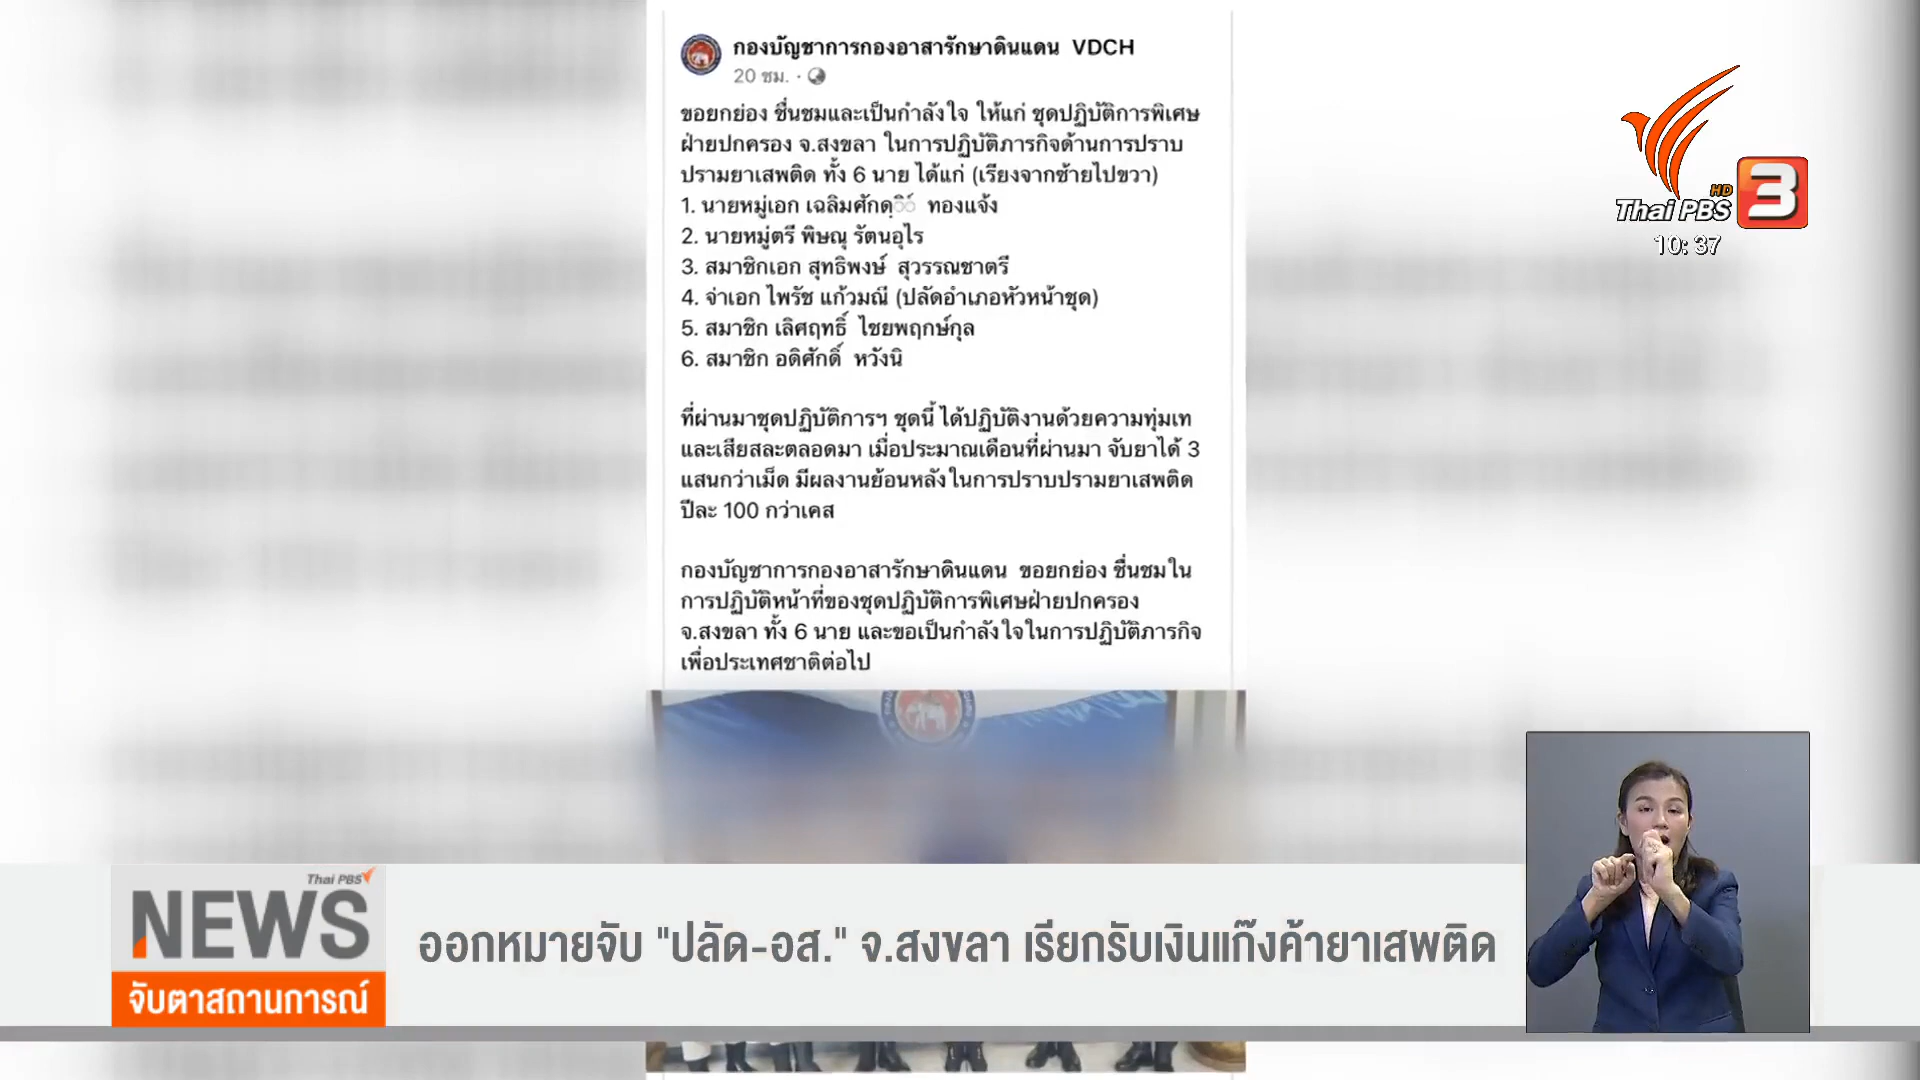 กองบัญชาการกองอาสารักษาดินแดน VDCH
20 ชม.
ขอยกย่อง ชื่นชมและเป็นกำลังใจ ให้แก่ ชุดปฏิบัติการพิเศษ
ฝ่ายปกครอง จ.สงขลา ในการปฏิบัติภารกิจด้านการปราบ
ปรามยาเสพติด ทั้ง 6 นาย ได้แก่ (เรียงจากซ้ายไปขวา)
1. นายหมู่เอก เฉลิมศักดฺิ์ ทองแจ้ง
2. นายหมู่ตรี พิษณุ รัตนอุไร
3. สมาชิกเอก สุทธิพงษ์ สุวรรณชาตรี
4. จ่าเอก ไพรัช แก้วมณี (ปลัดอำเภอหัวหน้าชุด)
5. สมาชิก เลิศฤทธิ์ ไชยพฤกษ์กุล
6. สมาชิก อดิศักดิ์ หวังนิ
ที่ผ่านมาชุดปฏิบัติการฯ ชุดนี้ ได้ปฏิบัติงานด้วยความทุ่มเท
และเสียสละตลอดมา เมื่อประมาณเดือนที่ผ่านมา จับยาได้ 3
แสนกว่าเม็ด มีผลงานย้อนหลังในการปราบปรามยาเสพติด
ปีละ 100 กว่าเคส
กองบัญชาการกองอาสารักษาดินแดน ขอยกย่อง ชื่นชมใน
การปฏิบัติหน้าที่ของชุดปฏิบัติการพิเศษฝ่ายปกครอง
จ.สงขลา ทั้ง 6 นาย และขอเป็นกำลังใจในการปฏิบัติภารกิจ
เพื่อประเทศชาติต่อไป
Thai PBS HD 3
10:37
Thai PBS
NEWS
จับตาสถานการณ์
ออกหมายจับ "ปลัด-อส." จ.สงขลา เรียกรับเงินแก๊งค้ายาเสพติด